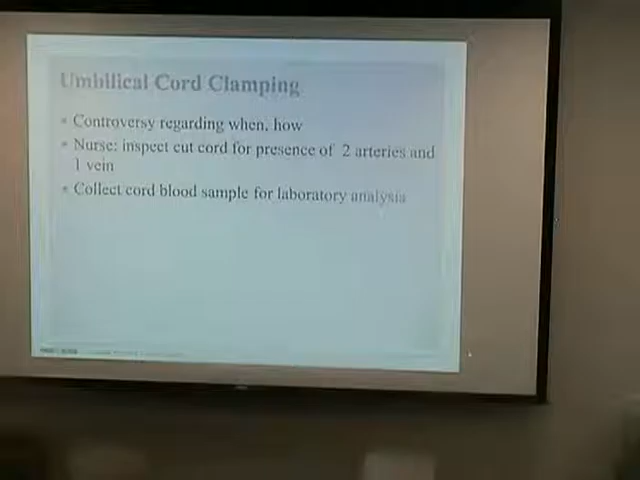 Umbilical Cord Clamping
Controversy regarding when, how
Nurse: inspect cut cord for presence of 2 arteries and
1 vein
Collect cord blood sample for laboratory analysis